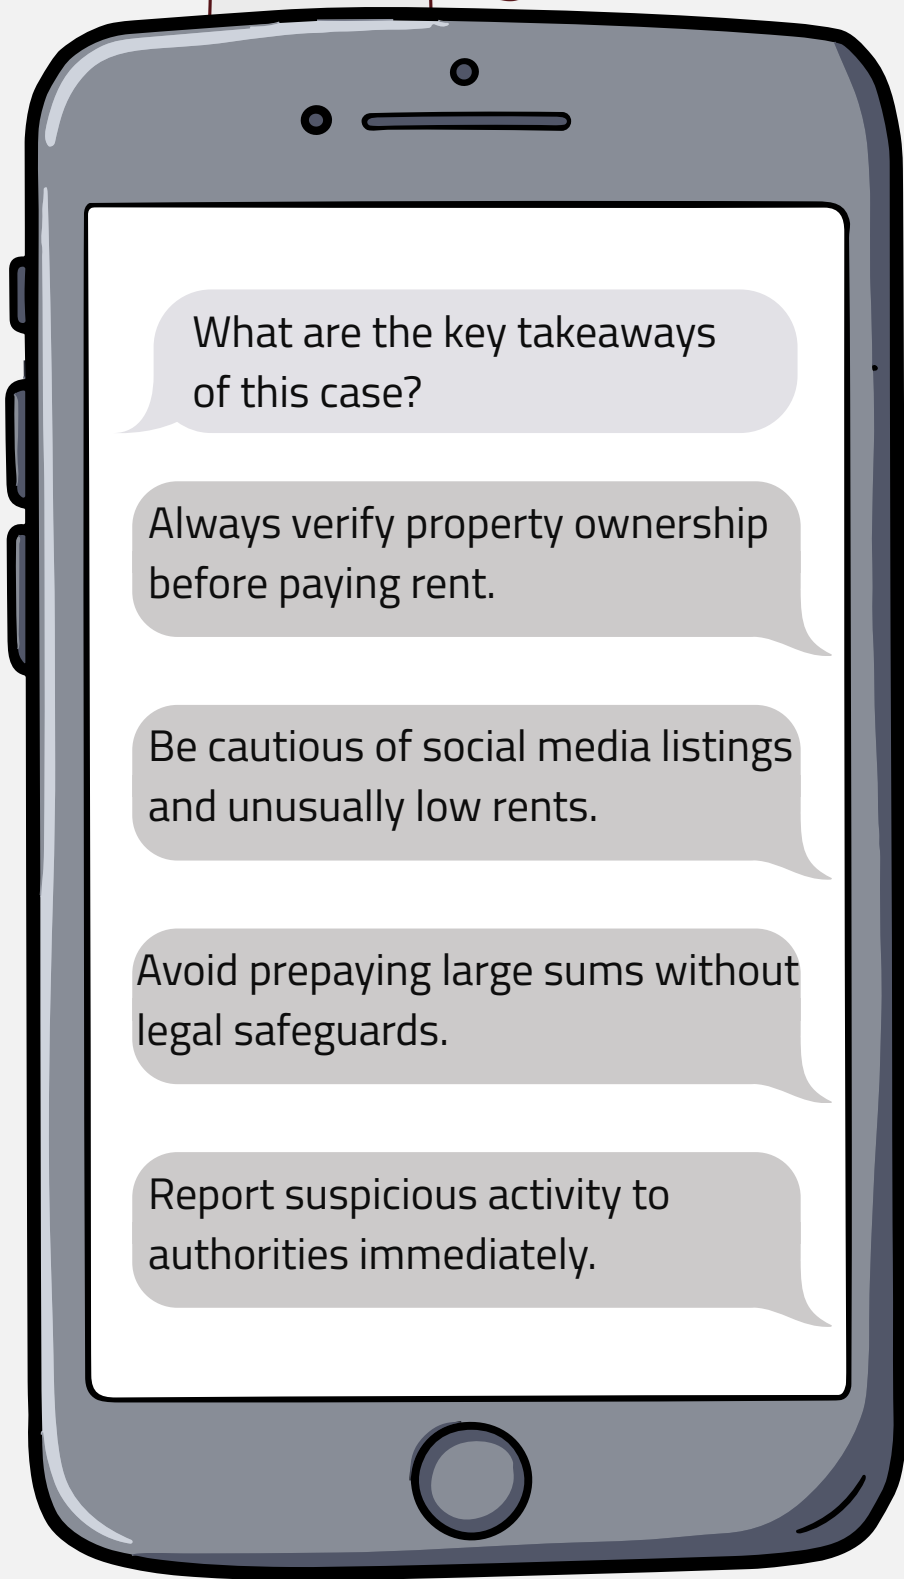 What are the key takeaways
of this case?
Always verify property ownership
before paying rent.
Be cautious of social media listings
and unusually low rents.
Avoid prepaying large sums without
legal safeguards.
Report suspicious activity to
authorities immediately.